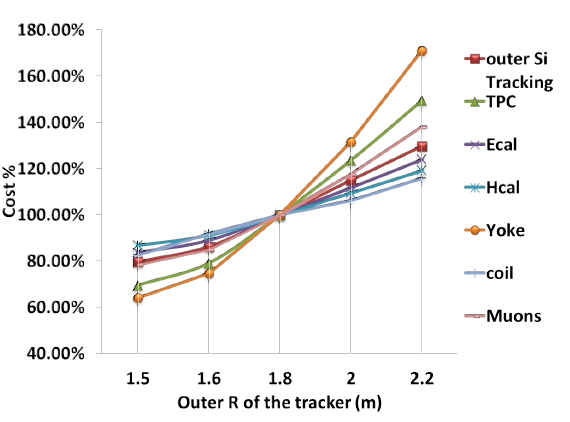 180.00%
160.00%
140.00%
120.00%
100.00%
80.00%
60.00%
40.00%
Cost %
1.5 1.6 1.8 2 2.2
Outer R of the tracker (m)
outer Si
Tracking
TPC
Ecal
Hcal
Yoke
coil
Muons